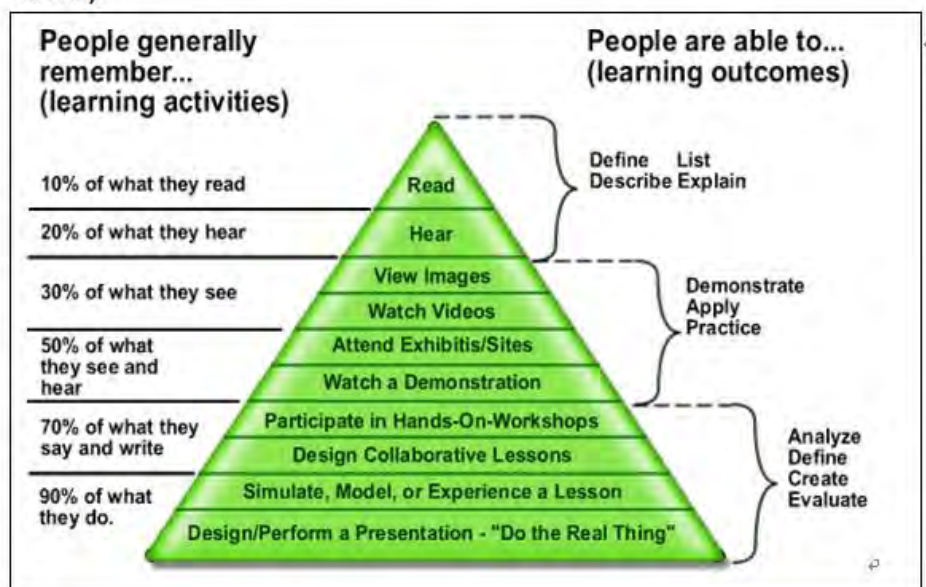 People generally
remember...
(learning activities)
People are able to...
(learning outcomes)
10% of what they read
20% of what they hear
30% of what they see
50% of what
they see and
hear
70% of what they
say and write
90% of what
they do.
Read
Hear
View Images
Watch Videos
Attend Exhibitis/Sites
Watch a Demonstration
Participate in Hands-On-Workshops
Design Collaborative Lessons
Simulate, Model, or Experience a Lesson
Design/Perform a Presentation - "Do the Real Thing"
Define List
Describe Explain
Demonstrate
Apply
Practice
Analyze
Define
Create
Evaluate